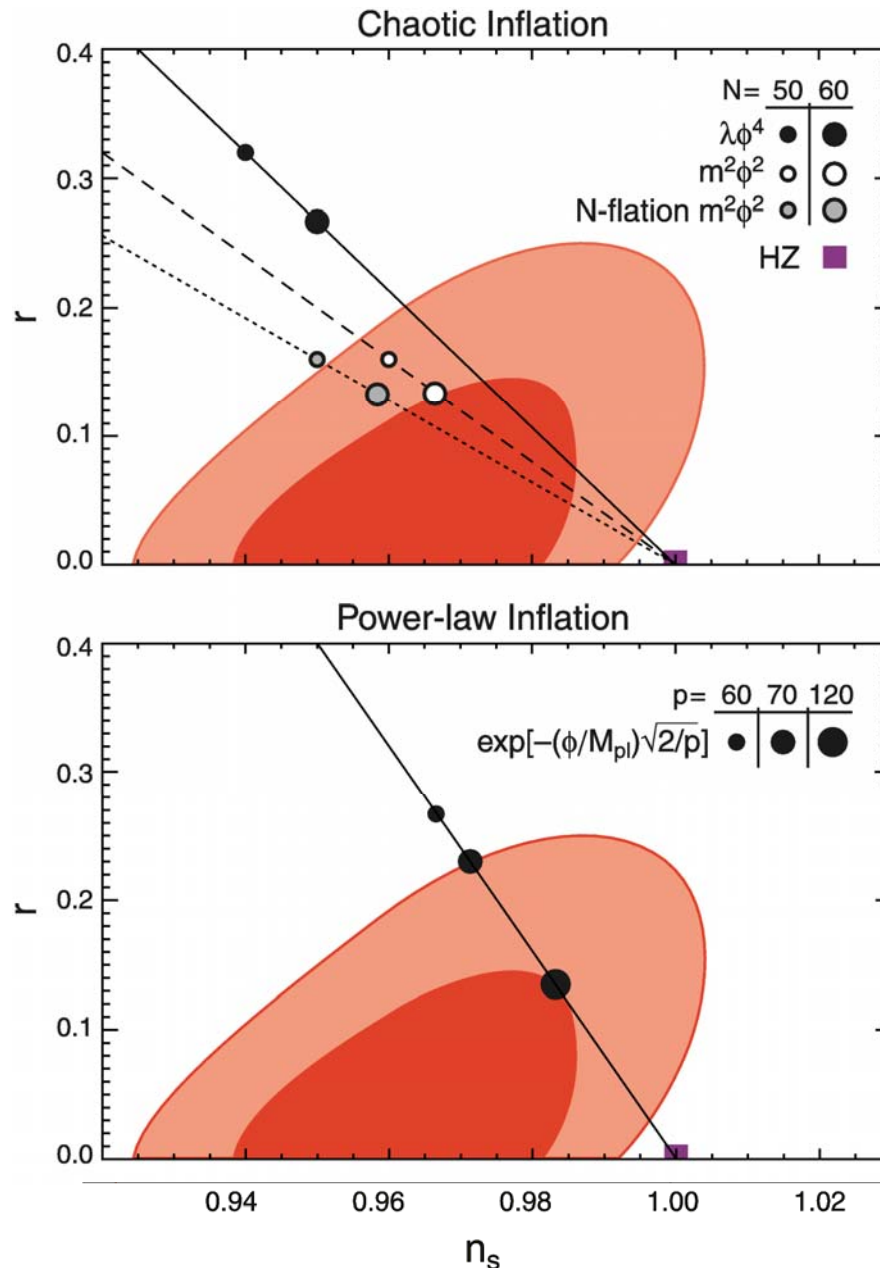 Chaotic Inflation
0.4
0.3
0.2
0.1
0.0
r
N= 50 60
λϕ⁴
m²ϕ²
N-flation m²ϕ²
HZ
Power-law Inflation
0.4
0.3
0.2
0.1
0.0
r
p= 60 70 120
exp[-(ϕ/Mₚₗ)√2/p]
0.94 0.96 0.98 1.00 1.02
nₛ